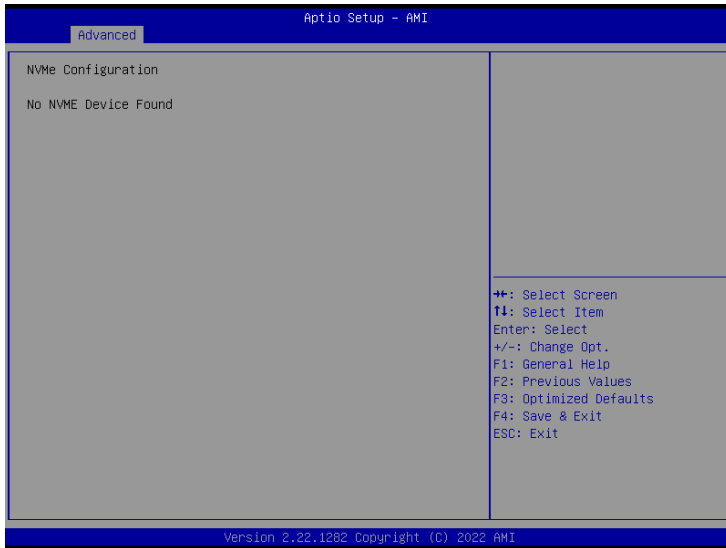 Aptio Setup - AMI
Advanced
NVMe Configuration
No NVME Device Found
→←: Select Screen
↑↓: Select Item
Enter: Select
+/-: Change Opt.
F1: General Help
F2: Previous Values
F3: Optimized Defaults
F4: Save & Exit
ESC: Exit
Version 2.22.1282 Copyright (C) 2022 AMI